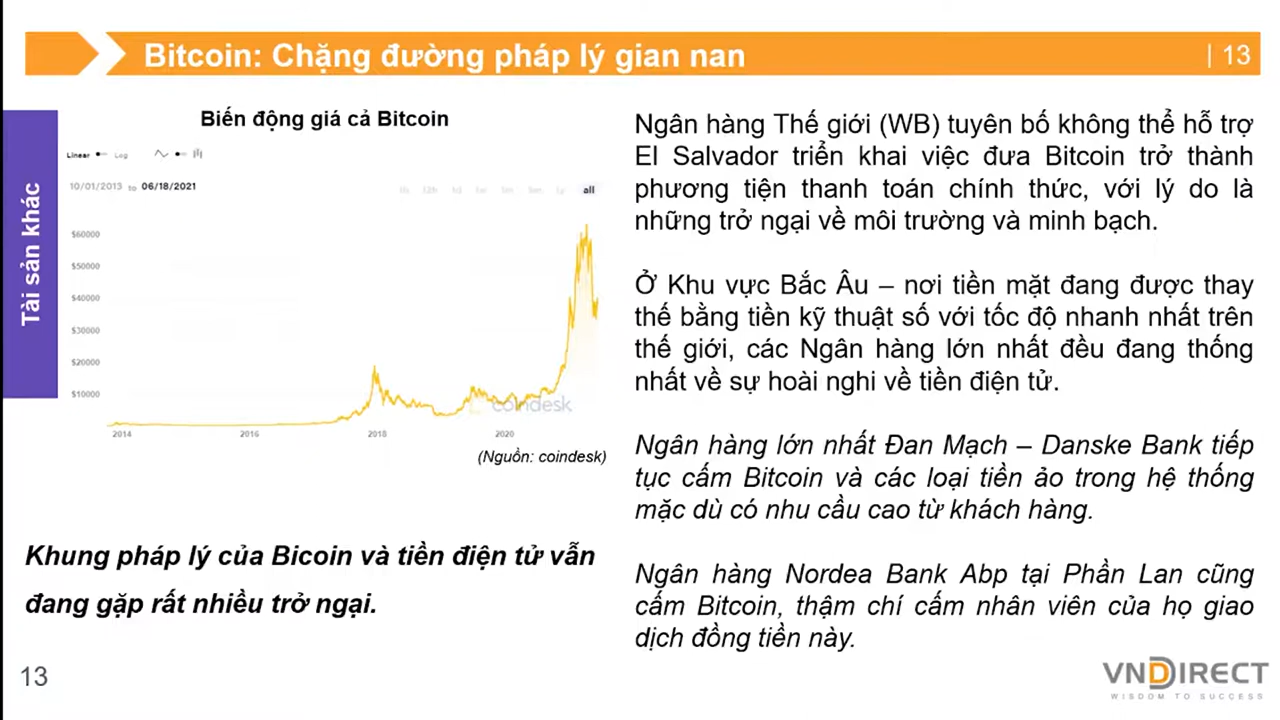 Bitcoin: Chặng đường pháp lý gian nan
| 13
Tài sản khác
Biến động giá cả Bitcoin
Linear Log
10/01/2013 to 06/18/2021
1h 12h 1d 1w 1m 3m 1y all
$60000
$50000
$40000
$30000
$20000
$10000
coindesk
2014 2016 2018 2020
(Nguồn: coindesk)
Khung pháp lý của Bicoin và tiền điện tử vẫn
đang gặp rất nhiều trở ngại.
Ngân hàng Thế giới (WB) tuyên bố không thể hỗ trợ
El Salvador triển khai việc đưa Bitcoin trở thành
phương tiện thanh toán chính thức, với lý do là
những trở ngại về môi trường và minh bạch.
Ở Khu vực Bắc Âu – nơi tiền mặt đang được thay
thế bằng tiền kỹ thuật số với tốc độ nhanh nhất trên
thế giới, các Ngân hàng lớn nhất đều đang thống
nhất về sự hoài nghi về tiền điện tử.
Ngân hàng lớn nhất Đan Mạch – Danske Bank tiếp
tục cấm Bitcoin và các loại tiền ảo trong hệ thống
mặc dù có nhu cầu cao từ khách hàng.
Ngân hàng Nordea Bank Abp tại Phần Lan cũng
cấm Bitcoin, thậm chí cấm nhân viên của họ giao
dịch đồng tiền này.
13
VNDIRECT
WISDOM TO SUCCESS